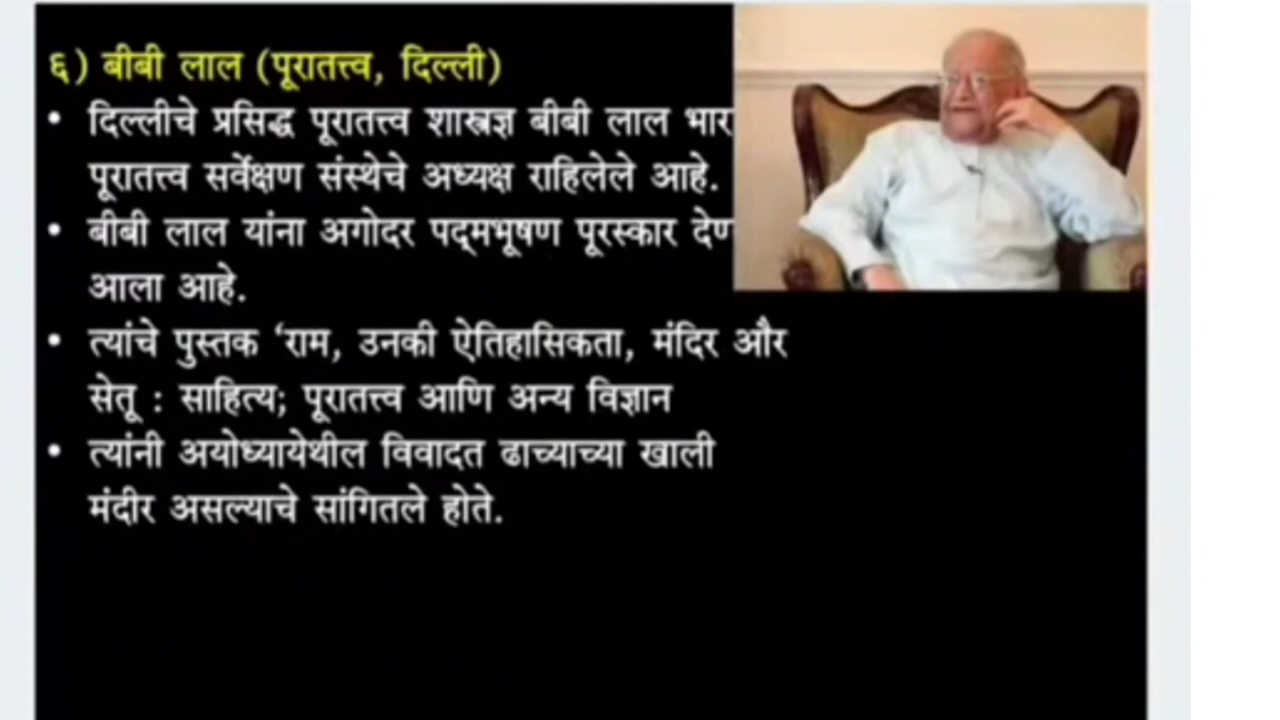 ६) बीबी लाल (पूरातत्त्व, दिल्ली)
• दिल्लीचे प्रसिद्ध पूरातत्त्व शास्त्रज्ञ बीबी लाल
पूरातत्त्व सर्वेक्षण संस्थेचे अध्यक्ष राहिलेले आहे.
• बीबी लाल यांना अगोदर पद्मभूषण पूरस्कार
आला आहे.
• त्यांचे पुस्तक ‘राम, उनकी ऐतिहासिकता, मंदिर और
सेतू : साहित्य; पूरातत्त्व आणि अन्य विज्ञान
• त्यांनी अयोध्यायेथील विवादत ढाच्याच्या खाली
मंदीर असल्याचे सांगितले होते.